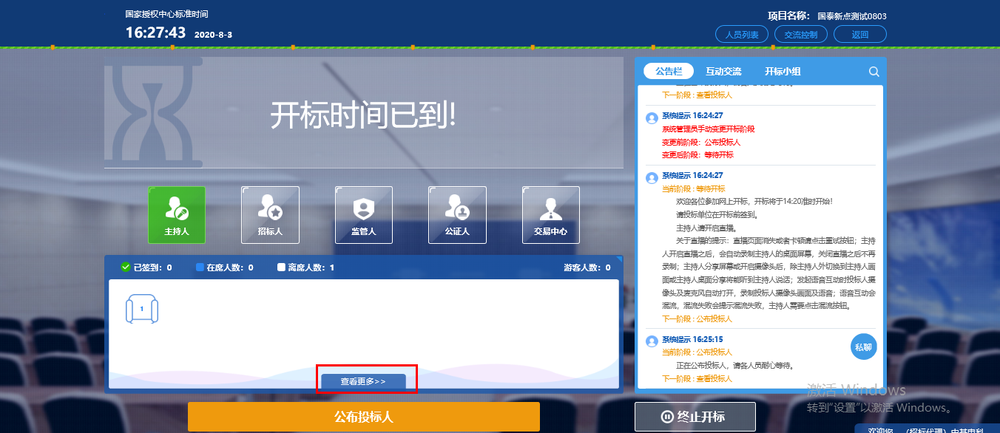 国家授权中心标准时间
16:27:43 2020-8-3
项目名称： 国泰新点测试0803
人员列表 交流控制 返回
开标时间已到!
主持人 招标人 监管人 公证人 交易中心
已签到：0 在席人数：0 离席人数：1 游客人数：0
1
查看更多>>
公布投标人
公告栏 互动交流 开标小组
下一阶段 : 查看投标人
系统提示 16:24:27
系统管理员手动变更开标阶段
变更前阶段：公布投标人
变更后阶段：等待开标
系统提示 16:24:27
当前阶段 : 等待开标
欢迎各位参加网上开标，开标将于14:20准时开始!
请投标单位在开标前签到。
主持人请开启直播。
关于直播的提示：直播页面消失或者卡顿请点击重试按钮；主持
人开启直播之后，会自动录制主持人的桌面屏幕，关闭直播之后不再
录制；主持人分享屏幕或开启摄像头后，除主持人外切换到主持人画
面或主持人桌面分享将能听到主持人说话；发起语音互动时投标人摄
像头及麦克风自动打开，录制投标人摄像头画面及语音；语音互动会
混流，混流失败会提示混流失败，主持人需要点击混流按钮。
下一阶段 : 公布投标人
系统提示 16:25:15
当前阶段 : 公布投标人
正在公布投标人，请各人员耐心等待。
下一阶段 : 查看投标人
私聊
终止开标
激活 Windows
转到“设置”以激活 Windows。